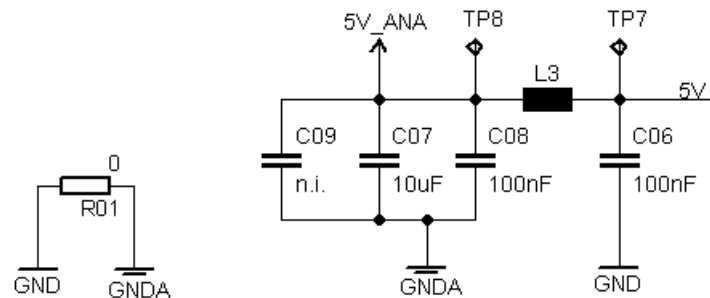 5V_ANA
TP8
TP7
L3
5V
C09
C07
C08
C06
n.i.
10uF
100nF
100nF
0
R01
GND
GNDA
GNDA
GND